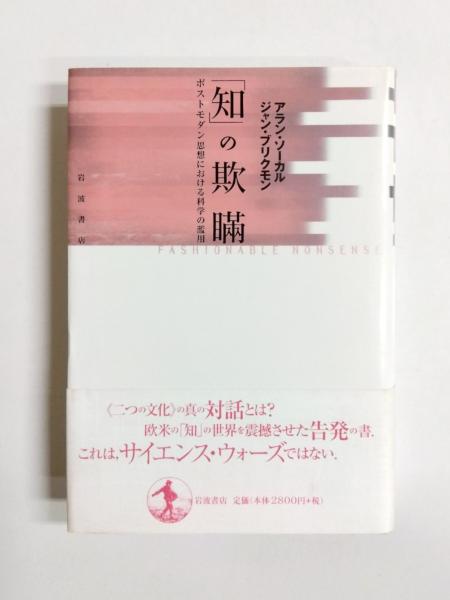 アラン・ソーカル
ジャン・ブリクモン
「知」の欺瞞
ポストモダン思想における科学の濫用
岩波書店
FASHIONABLE NONSENSE
《二つの文化》の真の対話とは?
欧米の「知」の世界を震撼させた告発の書.
これは,サイエンス・ウォーズではない.
岩波書店 定価(本体2800円+税)